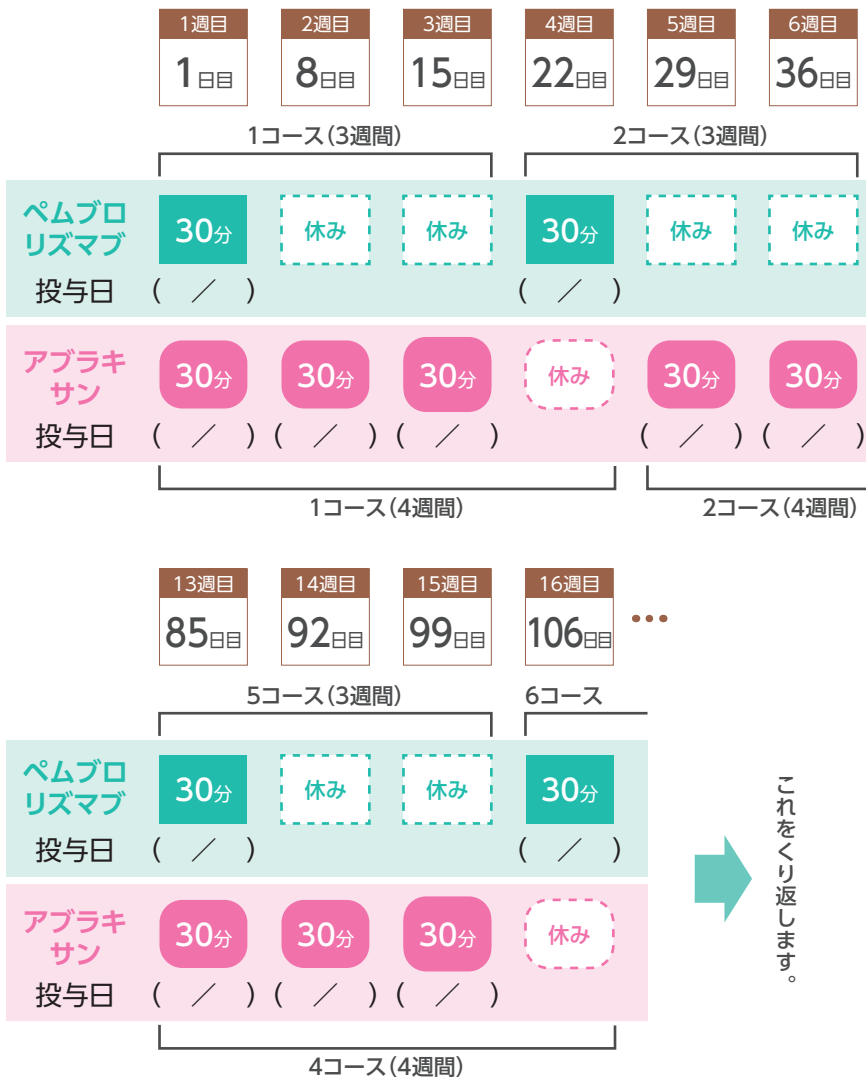 1週目 2週目 3週目 4週目 5週目 6週目
1日目 8日目 15日目 22日目 29日目 36日目
1コース(3週間) 2コース(3週間)
ペムブロ
リズマブ
30分 休み 休み 30分 休み 休み
投与日 ( ／ ) ( ／ )
アブラキ
サン
30分 30分 30分 休み 30分 30分
投与日 ( ／ ) ( ／ ) ( ／ ) ( ／ ) ( ／ )
1コース(4週間) 2コース(4週間)
13週目 14週目 15週目 16週目
85日目 92日目 99日目 106日目 …
5コース(3週間) 6コース
ペムブロ
リズマブ
30分 休み 休み 30分
投与日 ( ／ ) ( ／ )
アブラキ
サン
30分 30分 30分 休み
投与日 ( ／ ) ( ／ ) ( ／ )
4コース(4週間)
これをくり返します。